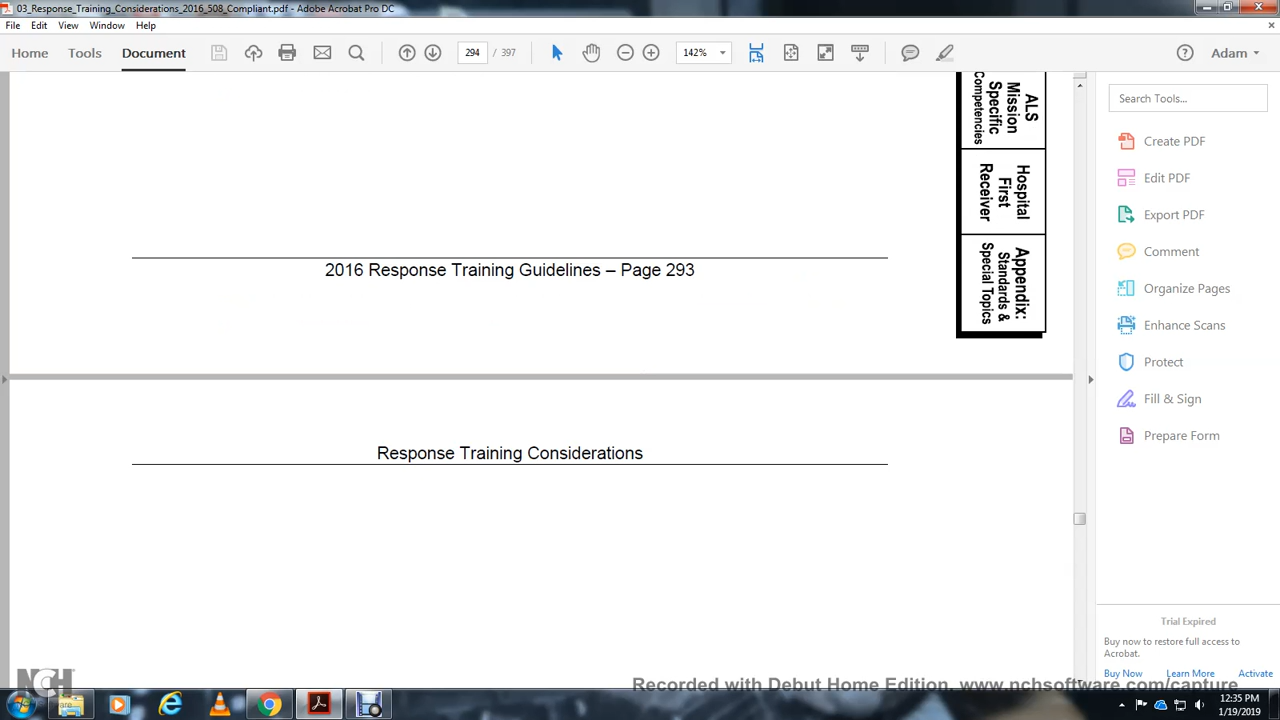 03_Response_Training_Considerations_2016_508_Compliant.pdf - Adobe Acrobat Pro DC
File Edit View Window Help
Home Tools Document 294 / 397 142% Adam
ALS
Mission
Specific
Competencies
Hospital
First
Receiver
Appendix:
Standards &
Special Topics
2016 Response Training Guidelines – Page 293
Response Training Considerations
Search Tools...
Create PDF
Edit PDF
Export PDF
Comment
Organize Pages
Enhance Scans
Protect
Fill & Sign
Prepare Form
Trial Expired
Buy now to restore full access to
Acrobat.
Buy Now Learn More Activate
NCH
Recorded with Debut Home Edition. www.nchsoftware.com/capture
12:35 PM
1/19/2019